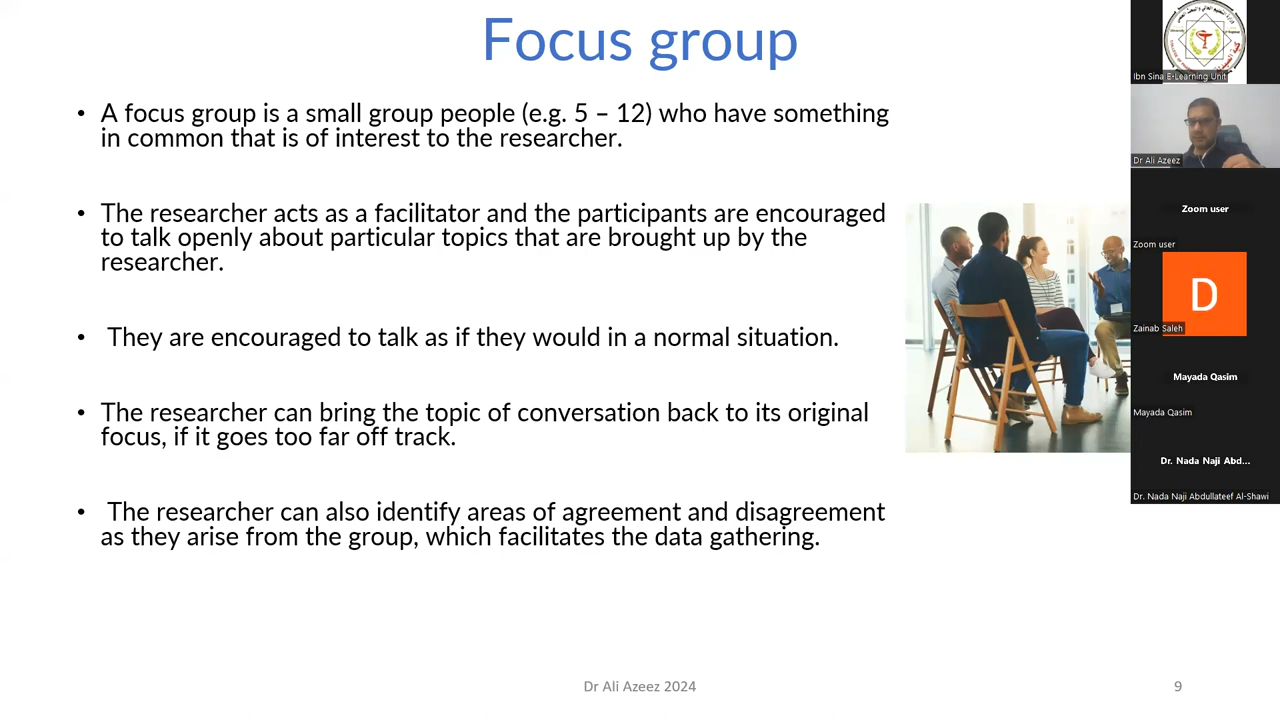 Focus group
• A focus group is a small group people (e.g. 5 – 12) who have something
in common that is of interest to the researcher.
• The researcher acts as a facilitator and the participants are encouraged
to talk openly about particular topics that are brought up by the
researcher.
• They are encouraged to talk as if they would in a normal situation.
• The researcher can bring the topic of conversation back to its original
focus, if it goes too far off track.
• The researcher can also identify areas of agreement and disagreement
as they arise from the group, which facilitates the data gathering.
Dr Ali Azeez 2024
9
Ibn Sina E-Learning Unit
Dr Ali Azeez
Zoom user
Zoom user
D
Zainab Saleh
Mayada Qasim
Mayada Qasim
Dr. Nada Naji Abd...
Dr. Nada Naji Abdullateef Al-Shawi